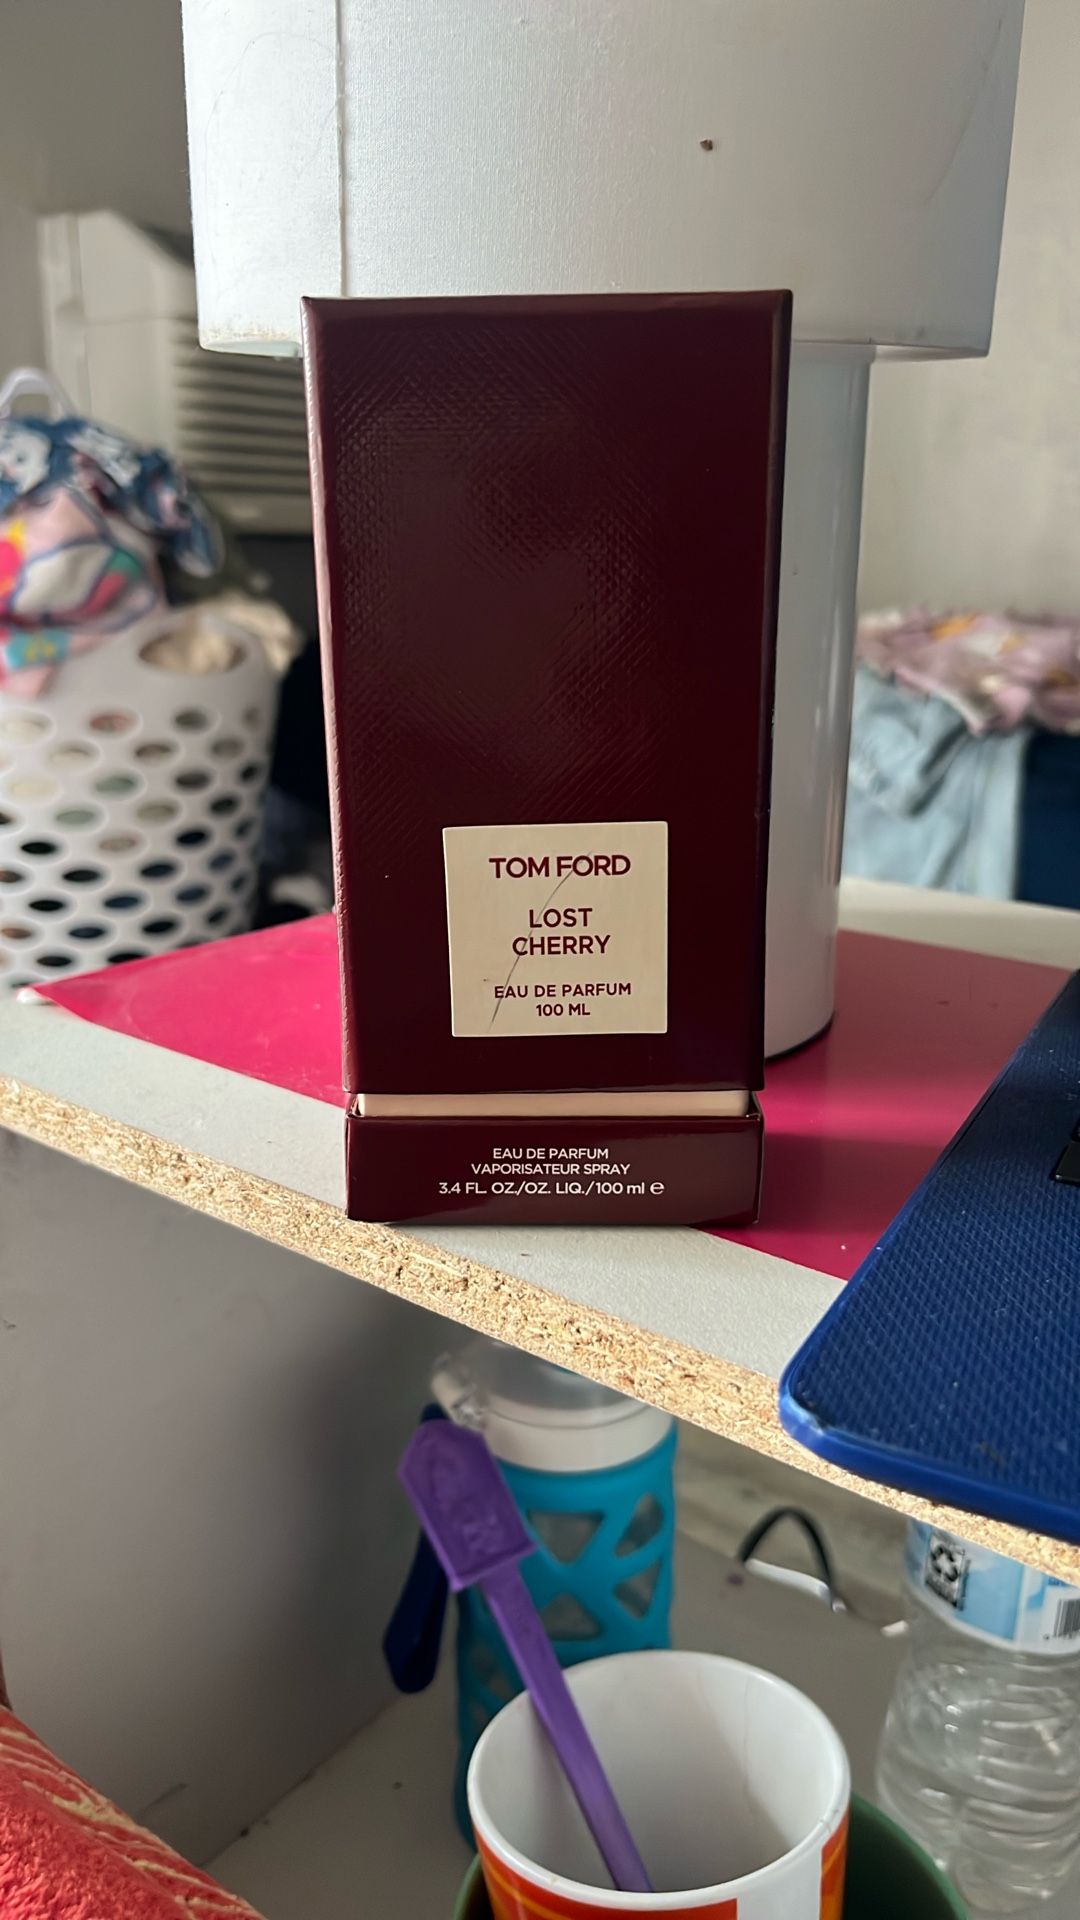 TOM FORD
LOST
CHERRY
EAU DE PARFUM
100 ML
EAU DE PARFUM
VAPORISATEUR SPRAY
3.4 FL. OZ./OZ. LIQ./100 ml ℮